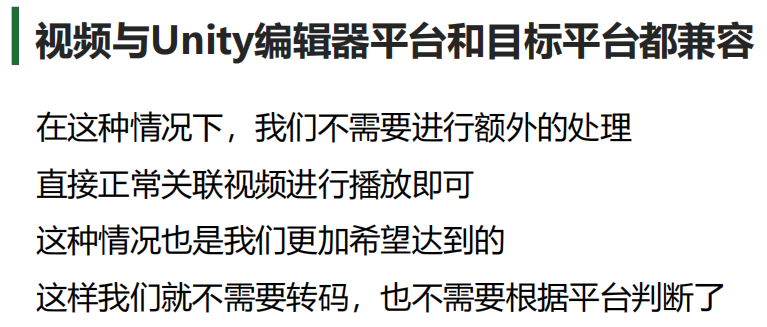 视频与Unity编辑器平台和目标平台都兼容
在这种情况下，我们不需要进行额外的处理
直接正常关联视频进行播放即可
这种情况也是我们更加希望达到的
这样我们就不需要转码，也不需要根据平台判断了